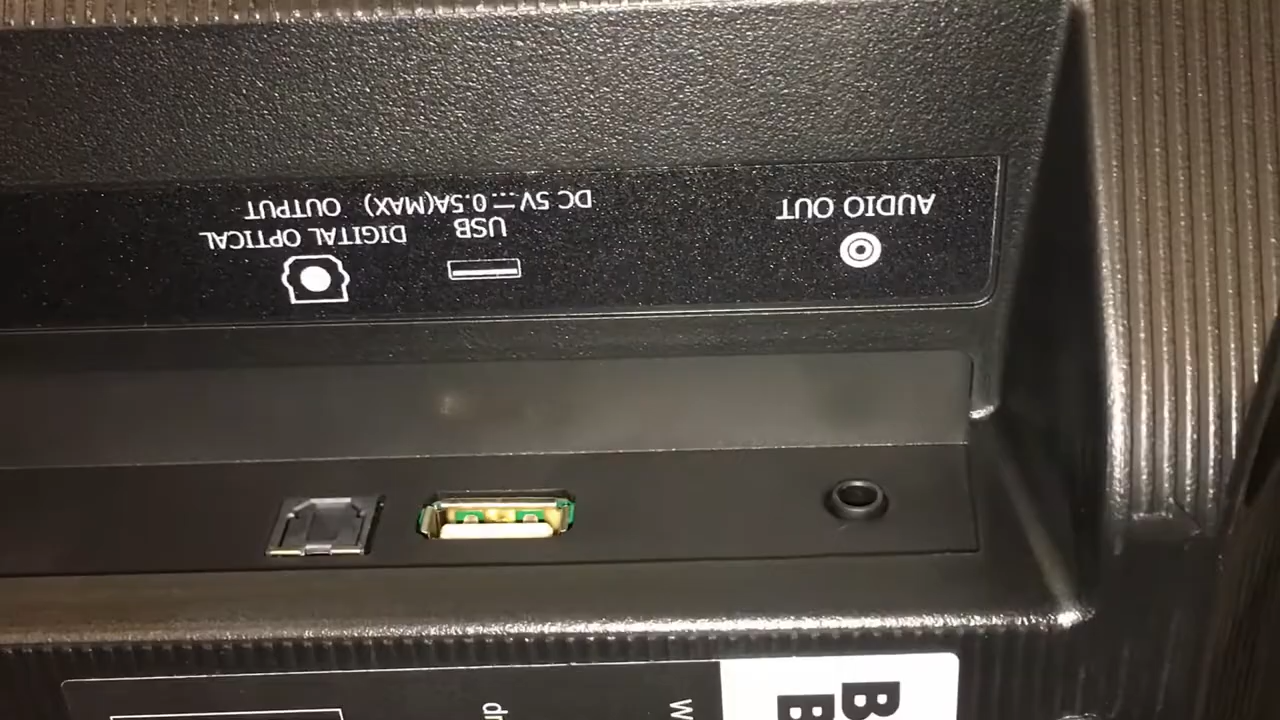 AUDIO OUT
USB
DC 5V⎓0.5A(MAX)
DIGITAL OPTICAL
OUTPUT
B